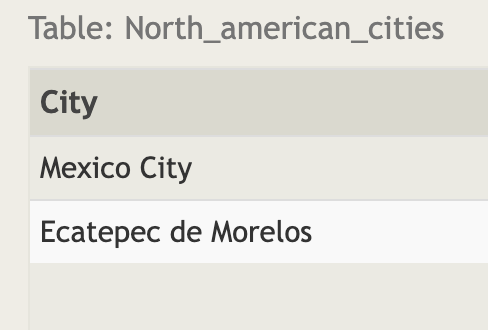 Table: North_american_cities
City
Mexico City
Ecatepec de Morelos